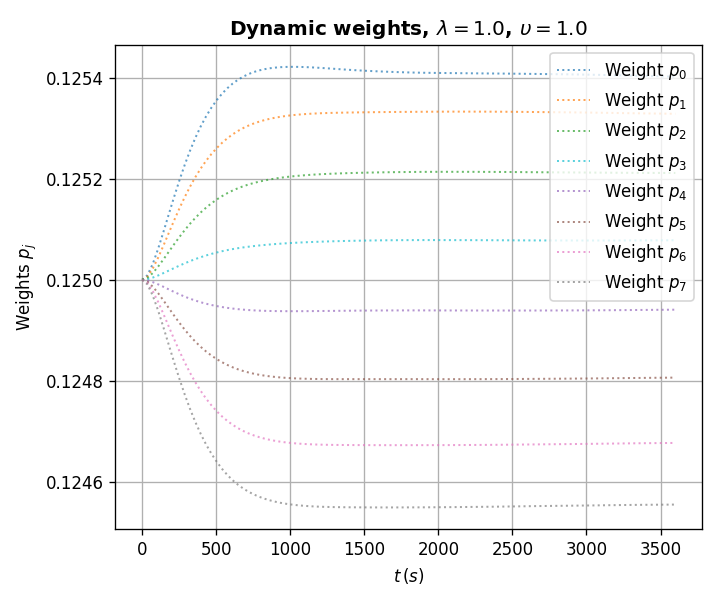 Dynamic weights, λ = 1.0, υ = 1.0
Weights p_j
0.1254
0.1252
0.1250
0.1248
0.1246
Weight p_0
Weight p_1
Weight p_2
Weight p_3
Weight p_4
Weight p_5
Weight p_6
Weight p_7
0 500 1000 1500 2000 2500 3000 3500
t (s)